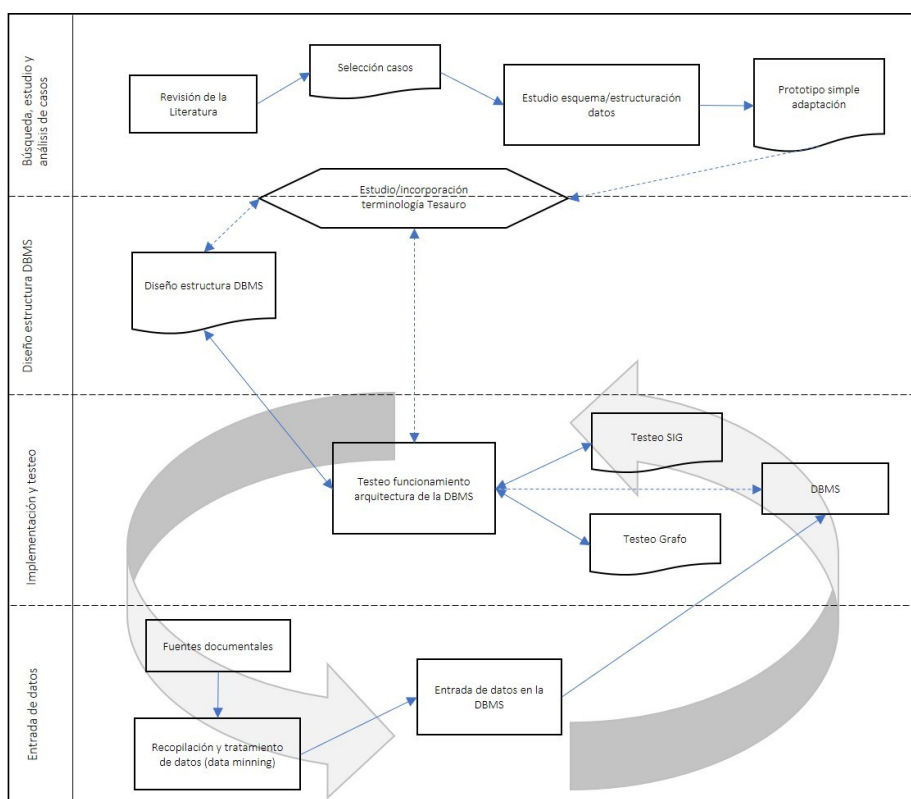 Búsqueda, estudio y
análisis de casos
Revisión de la
Literatura
Selección casos
Estudio esquema/estructuración
datos
Prototipo simple
adaptación
Estudio/incorporación
terminología Tesauro
Diseño estructura DBMS
Diseño estructura DBMS
Implementación y testeo
Testeo funcionamiento
arquitectura de la DBMS
Testeo SIG
DBMS
Testeo Grafo
Entrada de datos
Fuentes documentales
Recopilación y tratamiento
de datos (data minning)
Entrada de datos en la
DBMS